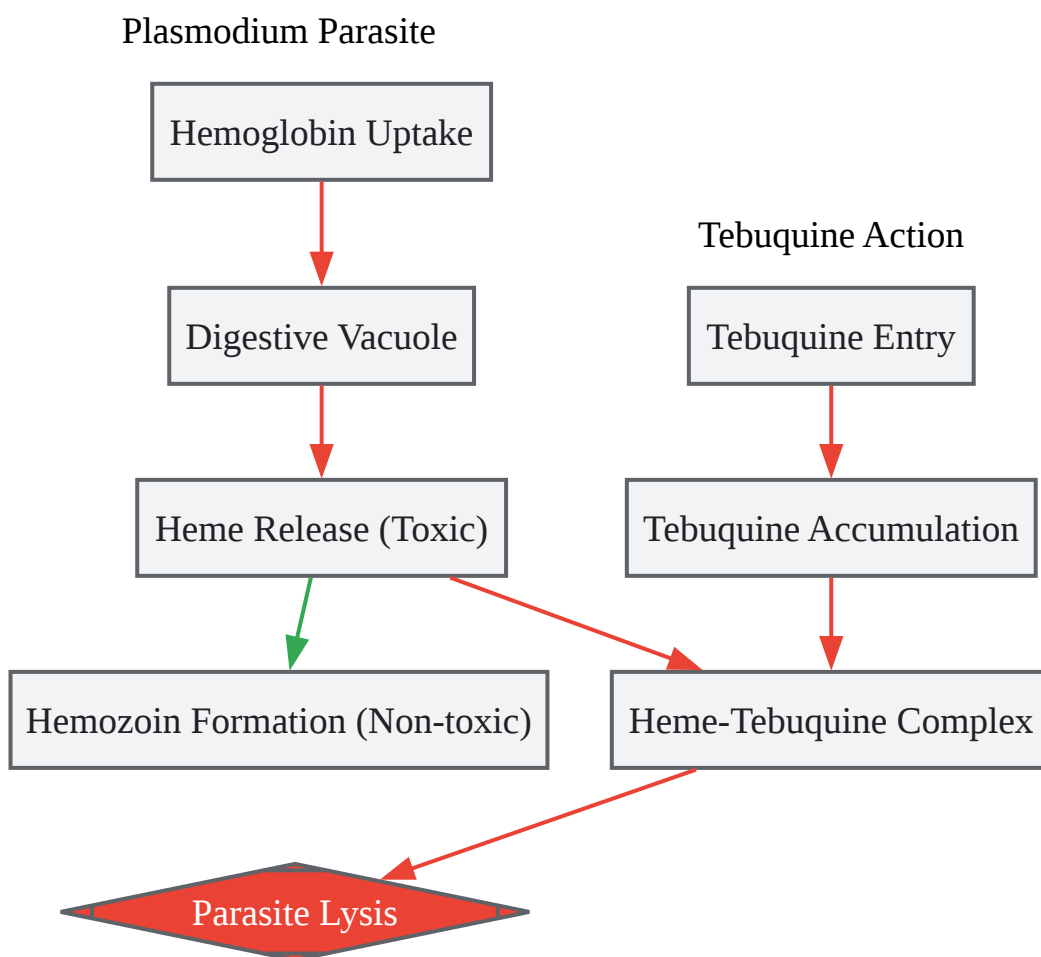 Plasmodium Parasite
Hemoglobin Uptake
Tebuquine Action
Digestive Vacuole
Tebuquine Entry
Heme Release (Toxic)
Tebuquine Accumulation
Hemozoin Formation (Non-toxic)
Heme-Tebuquine Complex
Parasite Lysis